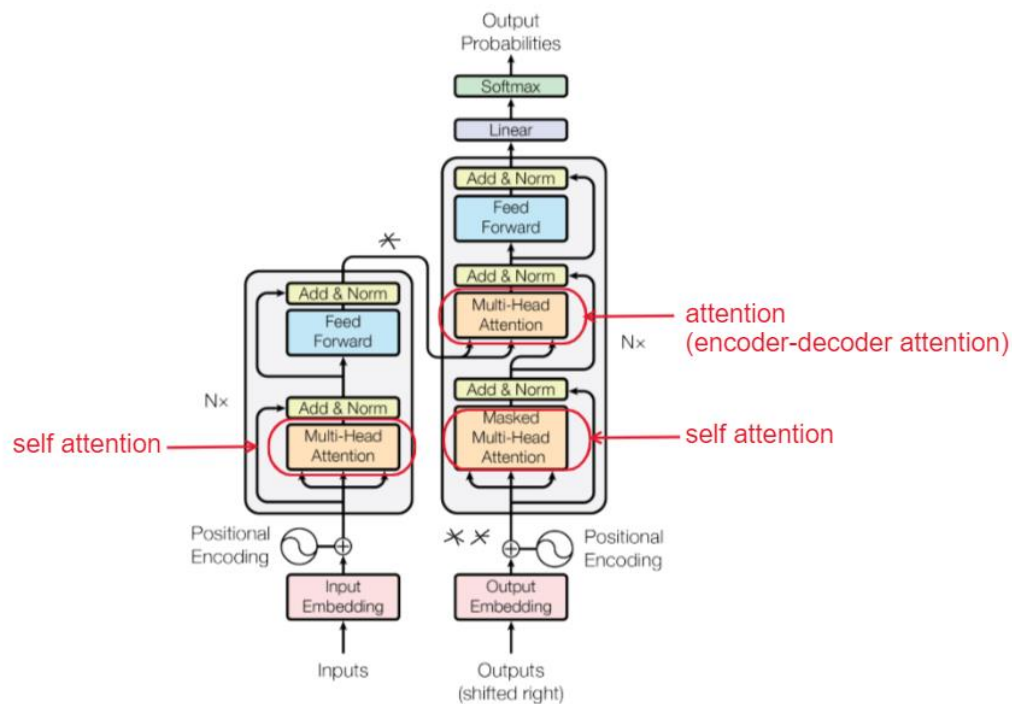 Output
Probabilities
Softmax
Linear
Add & Norm
Feed
Forward
Add & Norm
Multi-Head
Attention
attention
(encoder-decoder attention)
N×
Add & Norm
Masked
Multi-Head
Attention
self attention
Add & Norm
Feed
Forward
N×
Add & Norm
Multi-Head
Attention
self attention
Positional
Encoding
Positional
Encoding
Input
Embedding
Output
Embedding
Inputs
Outputs
(shifted right)